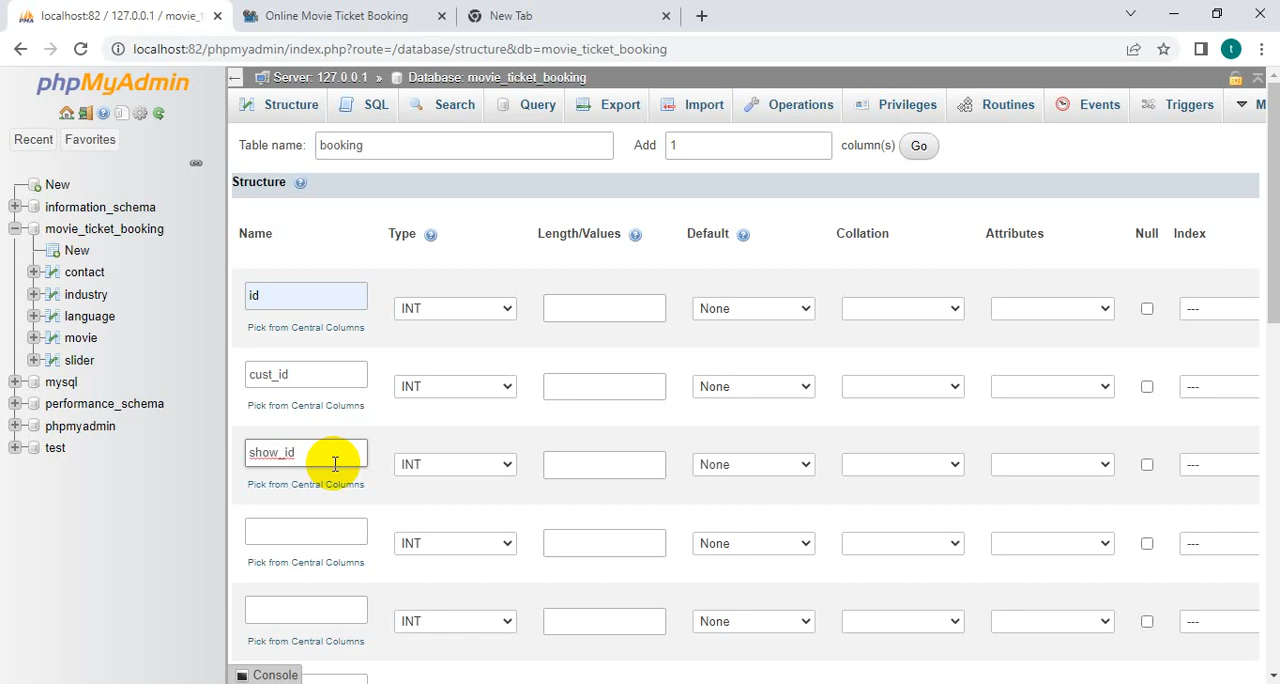 localhost:82 / 127.0.0.1 / movie_t
Online Movie Ticket Booking
New Tab
localhost:82/phpmyadmin/index.php?route=/database/structure&db=movie_ticket_booking
t
phpMyAdmin
Recent
Favorites
New
information_schema
movie_ticket_booking
New
contact
industry
language
movie
slider
mysql
performance_schema
phpmyadmin
test
Server: 127.0.0.1 » Database: movie_ticket_booking
Structure
SQL
Search
Query
Export
Import
Operations
Privileges
Routines
Events
Triggers
M
Table name:
booking
Add
1
column(s)
Go
Structure
Name
Type
Length/Values
Default
Collation
Attributes
Null
Index
id
INT
None
---
Pick from Central Columns
cust_id
INT
None
---
Pick from Central Columns
show_id
INT
None
---
Pick from Central Columns
INT
None
---
Pick from Central Columns
INT
None
---
Pick from Central Columns
Console